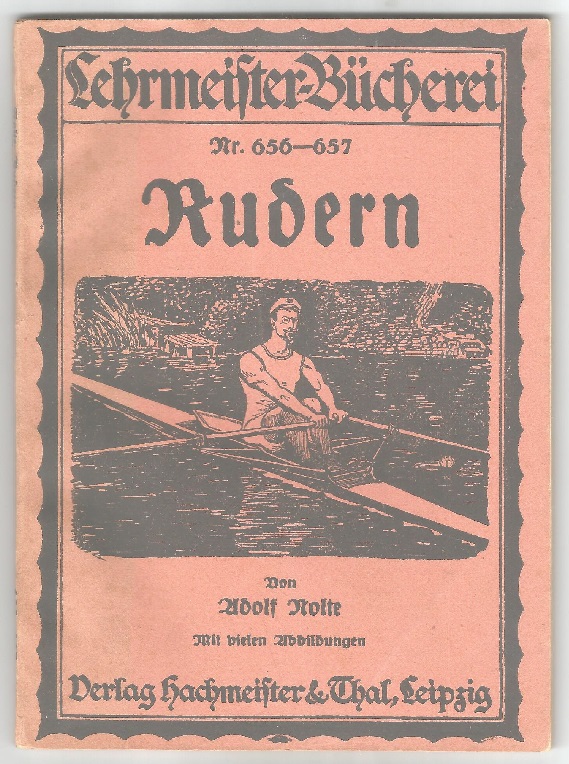 Lehrmeister-Bücherei
Nr. 656—657
Rudern
Von
Adolf Nolte
Mit vielen Abbildungen
Verlag Hachmeister & Thal, Leipzig